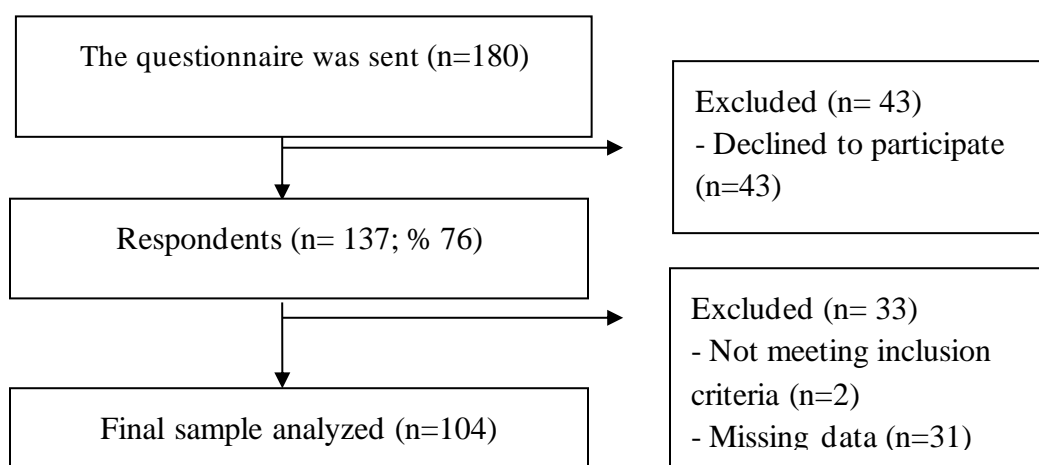 The questionnaire was sent (n=180)
Excluded (n= 43)
- Declined to participate
(n=43)
Respondents (n= 137; % 76)
Excluded (n= 33)
- Not meeting inclusion
criteria (n=2)
- Missing data (n=31)
Final sample analyzed (n=104)